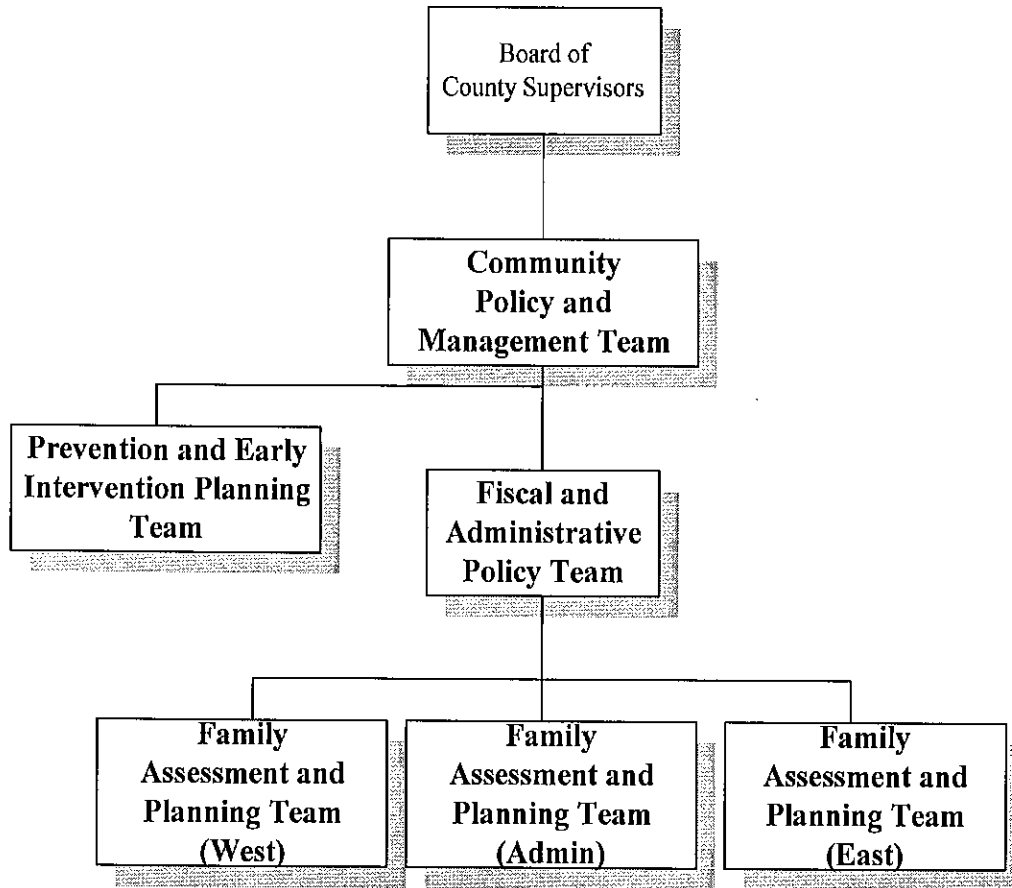 Board of
County Supervisors
Community
Policy and
Management Team
Prevention and Early
Intervention Planning
Team
Fiscal and
Administrative
Policy Team
Family
Assessment and
Planning Team
(West)
Family
Assessment and
Planning Team
(Admin)
Family
Assessment and
Planning Team
(East)